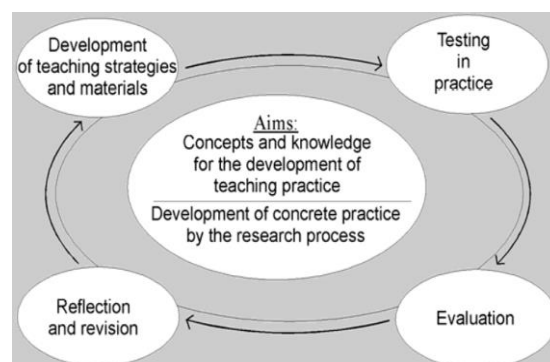 Development
of teaching strategies
and materials
Testing
in
practice
Aims:
Concepts and knowledge
for the development of
teaching practice
Development of concrete practice
by the research process
Reflection
and revision
Evaluation